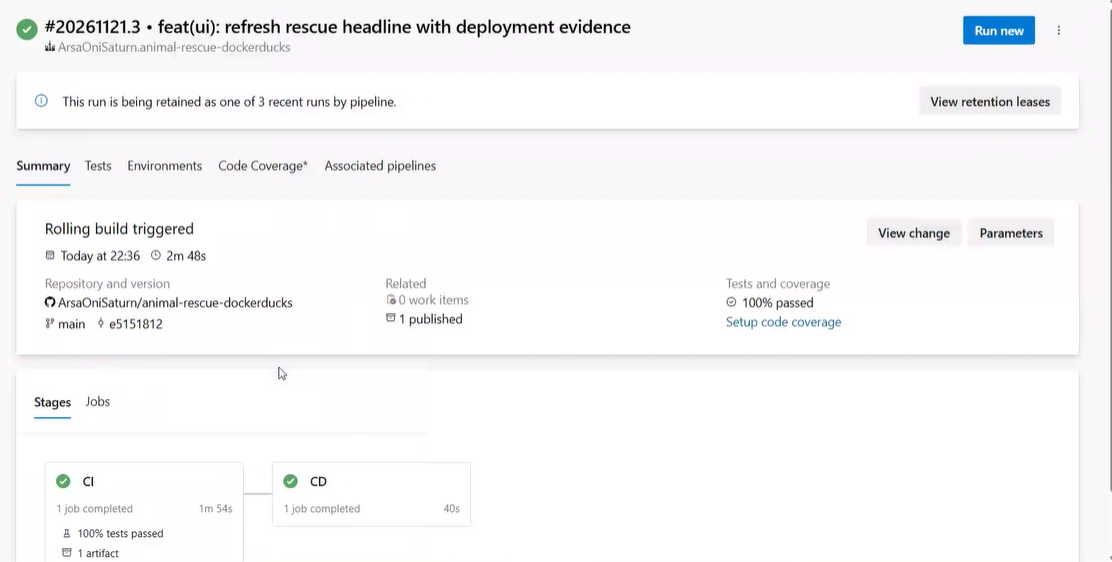 #20261121.3 • feat(ui): refresh rescue headline with deployment evidence
ArsaOniSaturn.animal-rescue-dockerducks
Run new
This run is being retained as one of 3 recent runs by pipeline.
View retention leases
Summary Tests Environments Code Coverage* Associated pipelines
Rolling build triggered
View change Parameters
Today at 22:36 2m 48s
Repository and version Related Tests and coverage
ArsaOniSaturn/animal-rescue-dockerducks 0 work items 100% passed
main e5151812 1 published Setup code coverage
Stages Jobs
CI CD
1 job completed 1m 54s 1 job completed 40s
100% tests passed
1 artifact